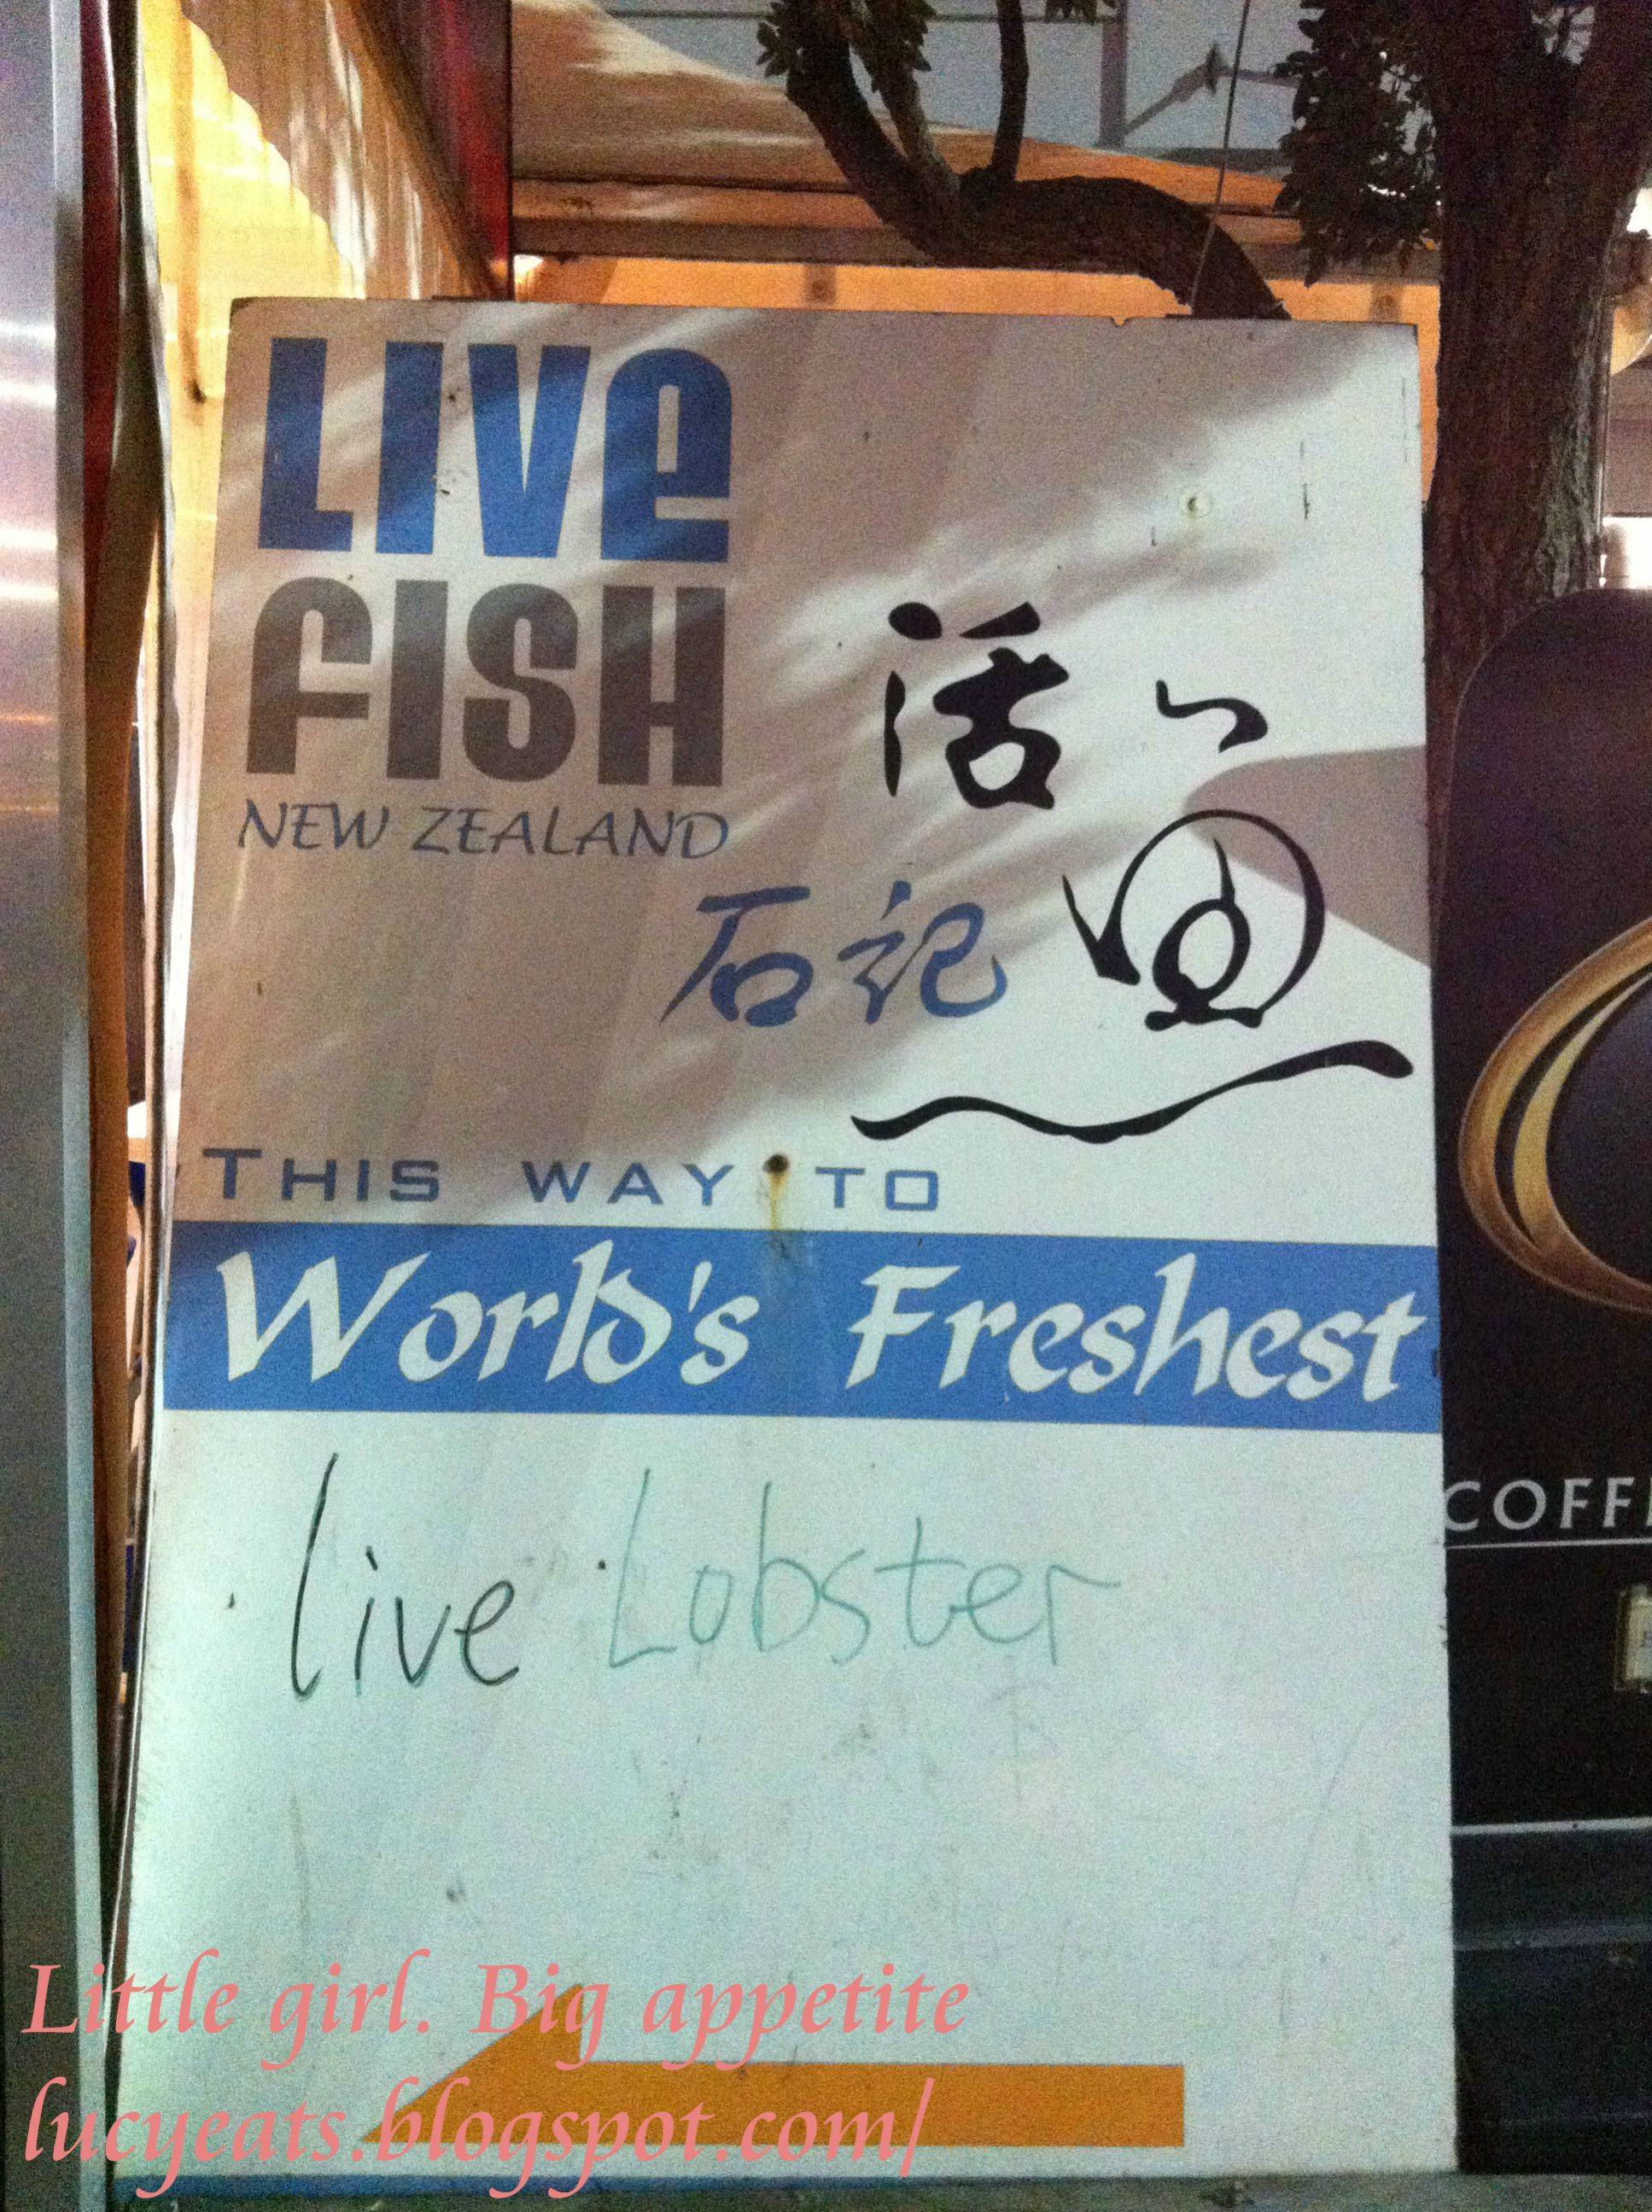 LIVE
FISH
NEW ZEALAND
活魚
石記
THIS WAY TO
World's Freshest
live Lobster
COFF
Little girl. Big appetite
lucyeats.blogspot.com/